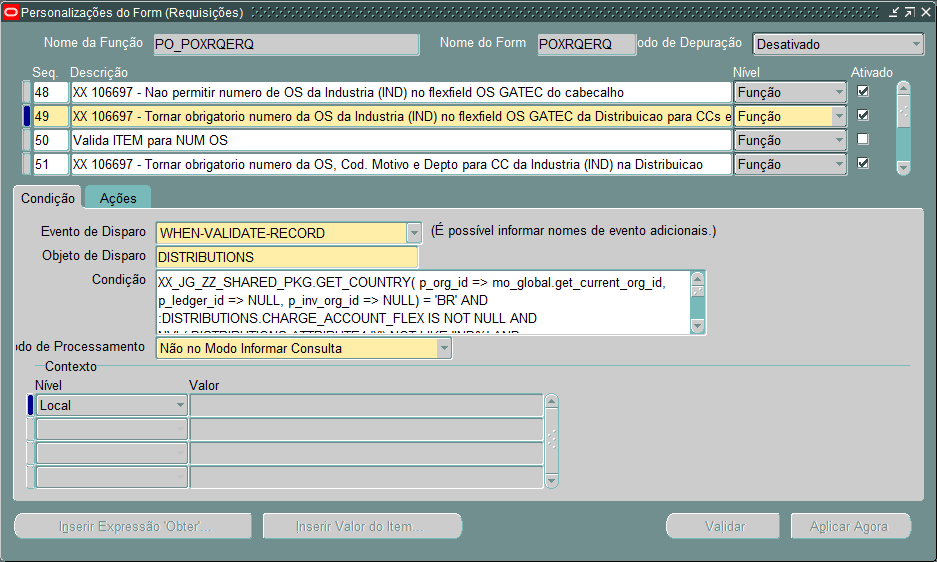 Personalizações do Form (Requisições)
Nome da Função PO_POXRQERQ Nome do Form POXRQERQ odo de Depuração Desativado
Seq. Descrição Nível Ativado
48 XX 106697 - Nao permitir numero de OS da Industria (IND) no flexfield OS GATEC do cabecalho Função
49 XX 106697 - Tornar obrigatorio numero da OS da Industria (IND) no flexfield OS GATEC da Distribuicao para CCs e Função
50 Valida ITEM para NUM OS Função
51 XX 106697 - Tornar obrigatorio numero da OS, Cod. Motivo e Depto para CC da Industria (IND) na Distribuicao Função
Condição Ações
Evento de Disparo WHEN-VALIDATE-RECORD (É possível informar nomes de evento adicionais.)
Objeto de Disparo DISTRIBUTIONS
Condição XX_JG_ZZ_SHARED_PKG.GET_COUNTRY( p_org_id => mo_global.get_current_org_id,
p_ledger_id => NULL, p_inv_org_id => NULL) = 'BR' AND
:DISTRIBUTIONS.CHARGE_ACCOUNT_FLEX IS NOT NULL AND
odo de Processamento Não no Modo Informar Consulta
Contexto
Nível Valor
Local
Inserir Expressão 'Obter'... Inserir Valor do Item... Validar Aplicar Agora